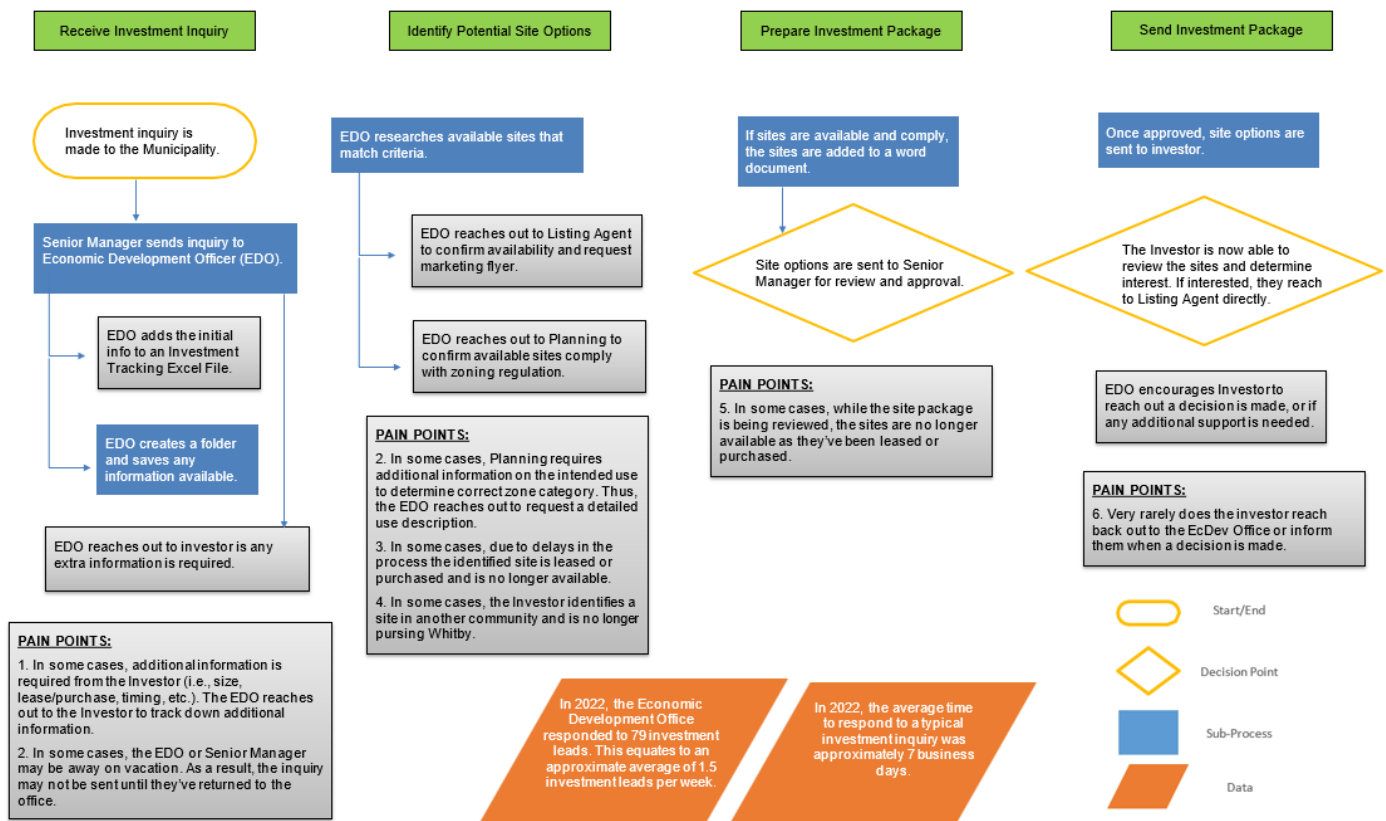 Receive Investment Inquiry
Investment inquiry is
made to the Municipality.
Senior Manager sends inquiry to
Economic Development Officer (EDO).
EDO adds the initial
info to an Investment
Tracking Excel File.
EDO creates a folder
and saves any
information available.
EDO reaches out to investor is any
extra information is required.
PAIN POINTS:
1. In some cases, additional information is
required from the Investor (i.e., size,
lease/purchase, timing, etc.). The EDO reaches
out to the Investor to track down additional
information.
2. In some cases, the EDO or Senior Manager
may be away on vacation. As a result, the inquiry
may not be sent until they've returned to the
office.
Identify Potential Site Options
EDO researches available sites that
match criteria.
EDO reaches out to Listing Agent
to confirm availability and request
marketing flyer.
EDO reaches out to Planning to
confirm available sites comply
with zoning regulation.
PAIN POINTS:
2. In some cases, Planning requires
additional information on the intended use
to determine correct zone category. Thus,
the EDO reaches out to request a detailed
use description.
3. In some cases, due to delays in the
process the identified site is leased or
purchased and is no longer available.
4. In some cases, the Investor identifies a
site in another community and is no longer
pursing Whitby.
Prepare Investment Package
If sites are available and comply,
the sites are added to a word
document.
Site options are sent to Senior
Manager for review and approval.
PAIN POINTS:
5. In some cases, while the site package
is being reviewed, the sites are no longer
available as they've been leased or
purchased.
Send Investment Package
Once approved, site options are
sent to investor.
The Investor is now able to
review the sites and determine
interest. If interested, they reach
to Listing Agent directly.
EDO encourages Investor to
reach out a decision is made, or if
any additional support is needed.
PAIN POINTS:
6. Very rarely does the investor reach
back out to the EcDev Office or inform
them when a decision is made.
In 2022, the Economic
Development Office
responded to 79 investment
leads. This equates to an
approximate average of 1.5
investment leads per week.
In 2022, the average time
to respond to a typical
investment inquiry was
approximately 7 business
days.
Start/End
Decision Point
Sub-Process
Data